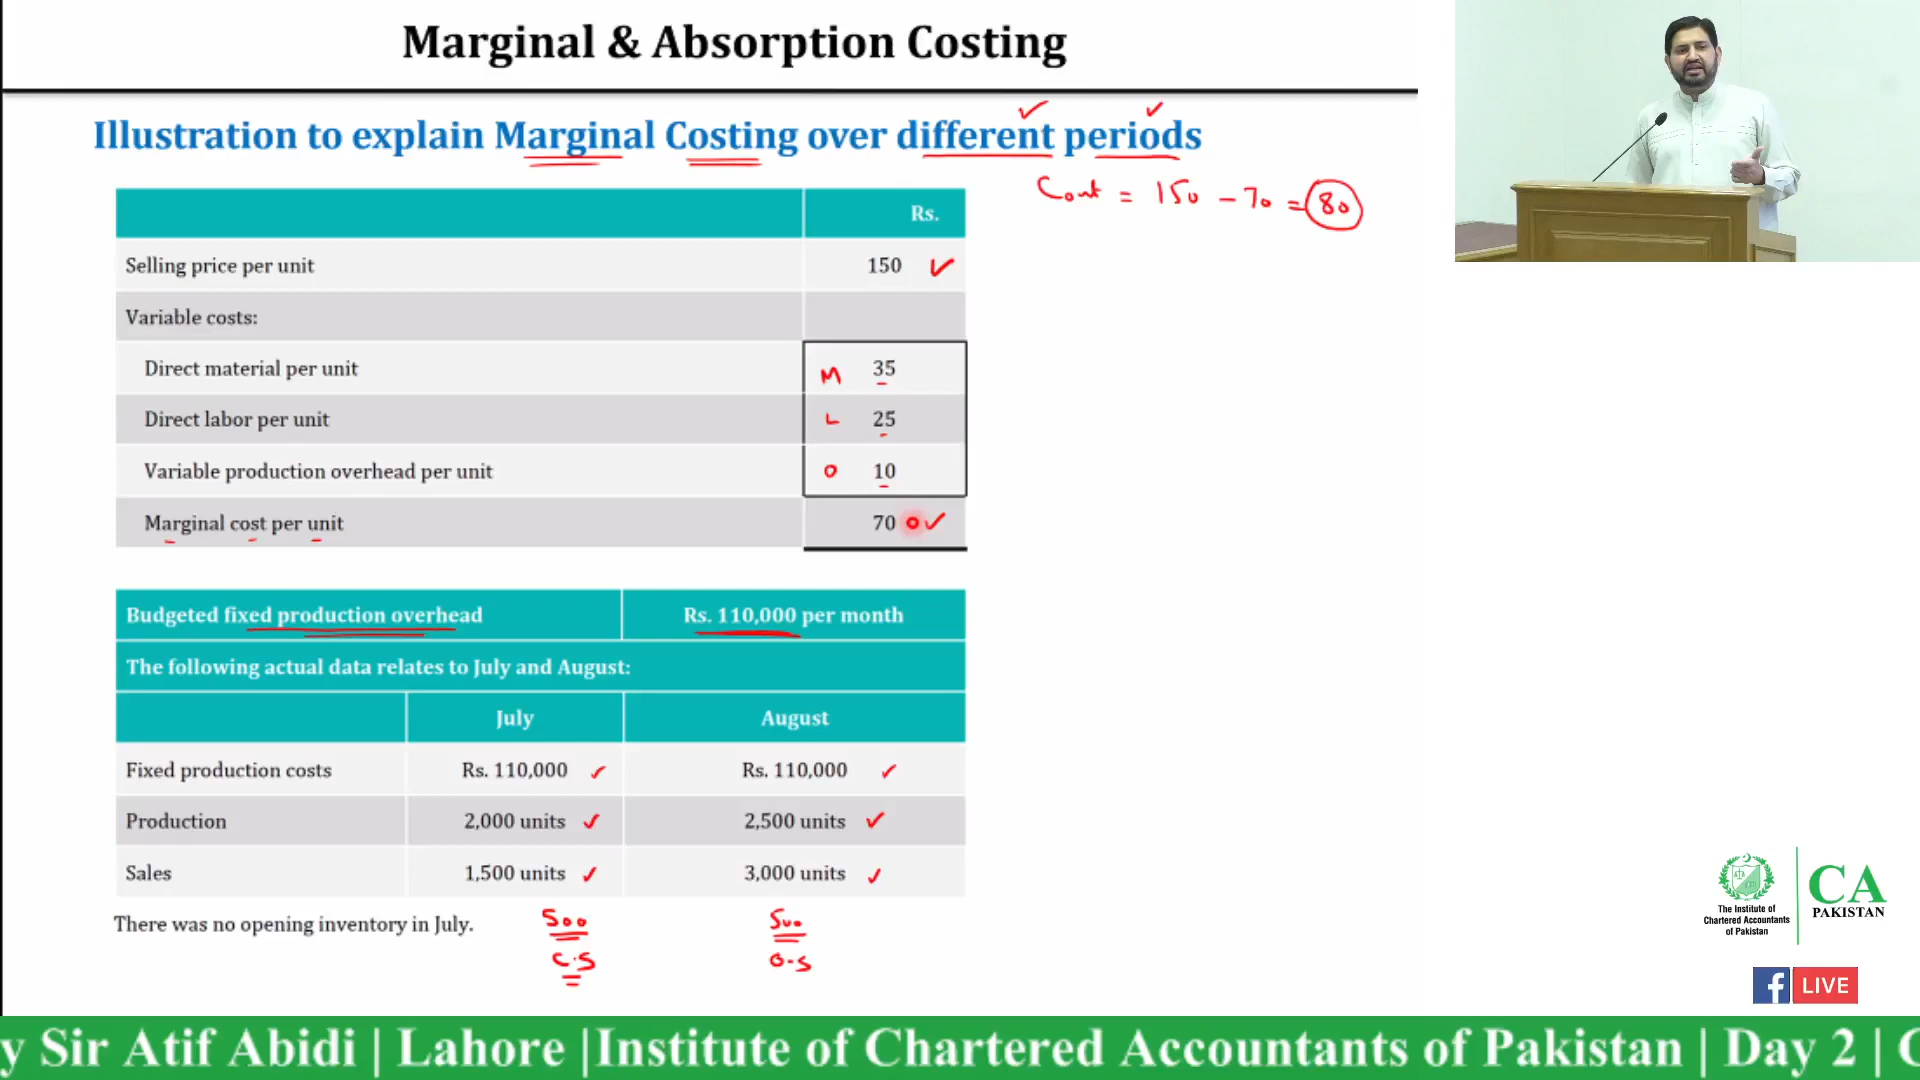 Marginal & Absorption Costing
Illustration to explain Marginal Costing over different periods
Cont = 150 - 70 = 80
Rs.
Selling price per unit 150
Variable costs:
Direct material per unit M 35
Direct labor per unit L 25
Variable production overhead per unit O 10
Marginal cost per unit 70
Budgeted fixed production overhead Rs. 110,000 per month
The following actual data relates to July and August:
July August
Fixed production costs Rs. 110,000 Rs. 110,000
Production 2,000 units 2,500 units
Sales 1,500 units 3,000 units
There was no opening inventory in July. 500 500
C.S O.S
The Institute of
Chartered Accountants
of Pakistan
CA
PAKISTAN
f LIVE
y Sir Atif Abidi | Lahore |Institute of Chartered Accountants of Pakistan | Day 2 | C